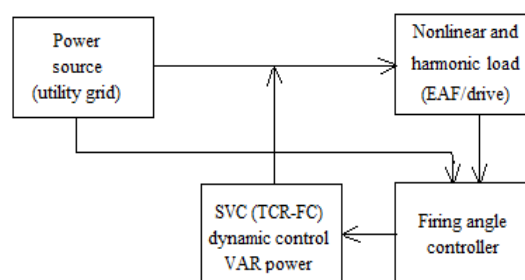 Power
source
(utility grid)
Nonlinear and
harmonic load
(EAF/drive)
SVC (TCR-FC)
dynamic control
VAR power
Firing angle
controller